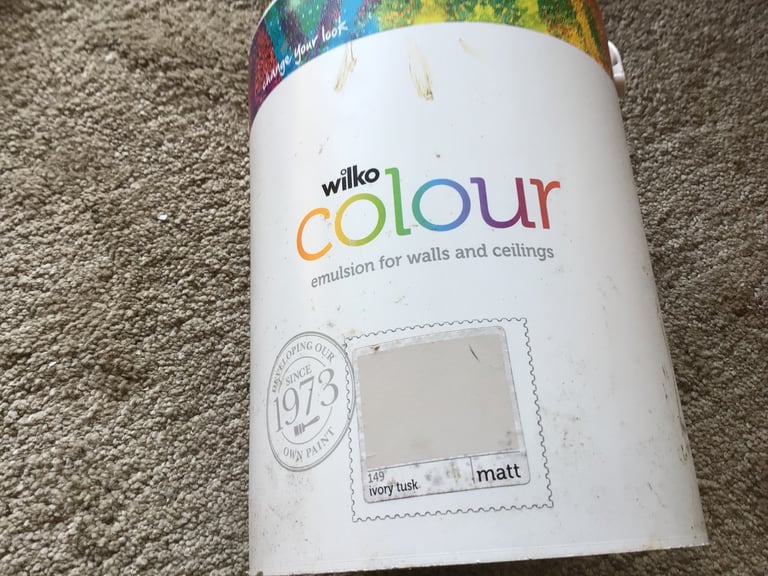 change your look
wilko
colour
emulsion for walls and ceilings
DEVELOPING OUR
SINCE
1973
OWN PAINT
149
ivory tusk
matt